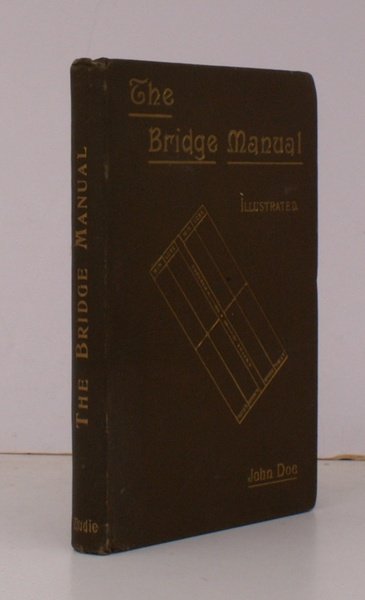 The
Bridge Manual
ILLUSTRATED.
John Doe
THE BRIDGE MANUAL